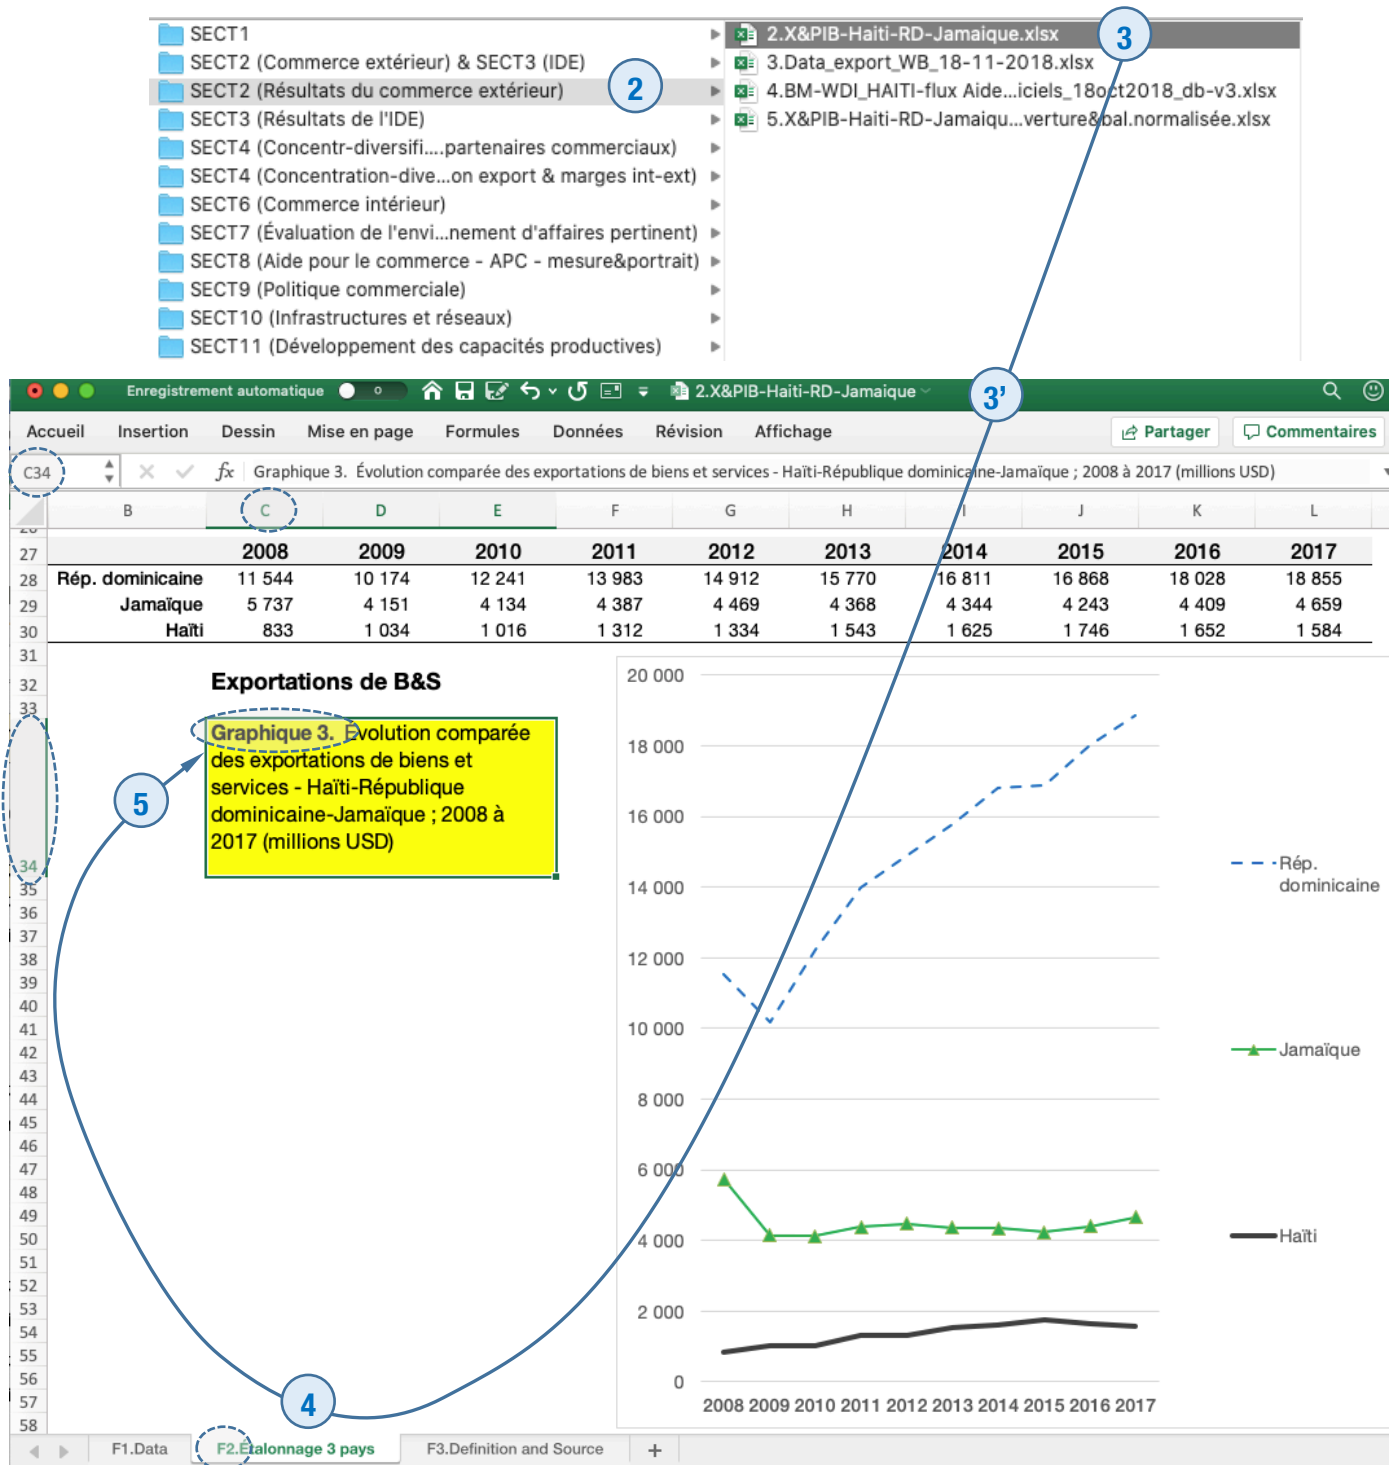 SECT1
SECT2 (Commerce extérieur) & SECT3 (IDE)
SECT2 (Résultats du commerce extérieur)
SECT3 (Résultats de l'IDE)
SECT4 (Concentr-diversifi....partenaires commerciaux)
SECT4 (Concentration-dive...on export & marges int-ext)
SECT6 (Commerce intérieur)
SECT7 (Évaluation de l'envi...nement d'affaires pertinent)
SECT8 (Aide pour le commerce - APC - mesure&portrait)
SECT9 (Politique commerciale)
SECT10 (Infrastructures et réseaux)
SECT11 (Développement des capacités productives)
2
2.X&PIB-Haiti-RD-Jamaique.xlsx
3.Data_export_WB_18-11-2018.xlsx
4.BM-WDI_HAITI-flux Aide...iciels_18oct2018_db-v3.xlsx
5.X&PIB-Haiti-RD-Jamaiqu...verture&bal.normalisée.xlsx
3
3'
Enregistrement automatique 2.X&PIB-Haiti-RD-Jamaique
Accueil Insertion Dessin Mise en page Formules Données Révision Affichage Partager Commentaires
C34 fx Graphique 3. Évolution comparée des exportations de biens et services - Haïti-République dominicaine-Jamaïque ; 2008 à 2017 (millions USD)
B C D E F G H I J K L
27 2008 2009 2010 2011 2012 2013 2014 2015 2016 2017
28 Rép. dominicaine 11 544 10 174 12 241 13 983 14 912 15 770 16 811 16 868 18 028 18 855
29 Jamaïque 5 737 4 151 4 134 4 387 4 469 4 368 4 344 4 243 4 409 4 659
30 Haïti 833 1 034 1 016 1 312 1 334 1 543 1 625 1 746 1 652 1 584
31
32
33
34
35
36
37
38
39
40
41
42
43
44
45
46
47
48
49
50
51
52
53
54
55
56
57
58
Exportations de B&S
Graphique 3. Évolution comparée
des exportations de biens et
services - Haïti-République
dominicaine-Jamaïque ; 2008 à
2017 (millions USD)
5
4
20 000
18 000
16 000
14 000
12 000
10 000
8 000
6 000
4 000
2 000
0
2008 2009 2010 2011 2012 2013 2014 2015 2016 2017
Rép.
dominicaine
Jamaïque
Haïti
F1.Data F2.Étalonnage 3 pays F3.Definition and Source +